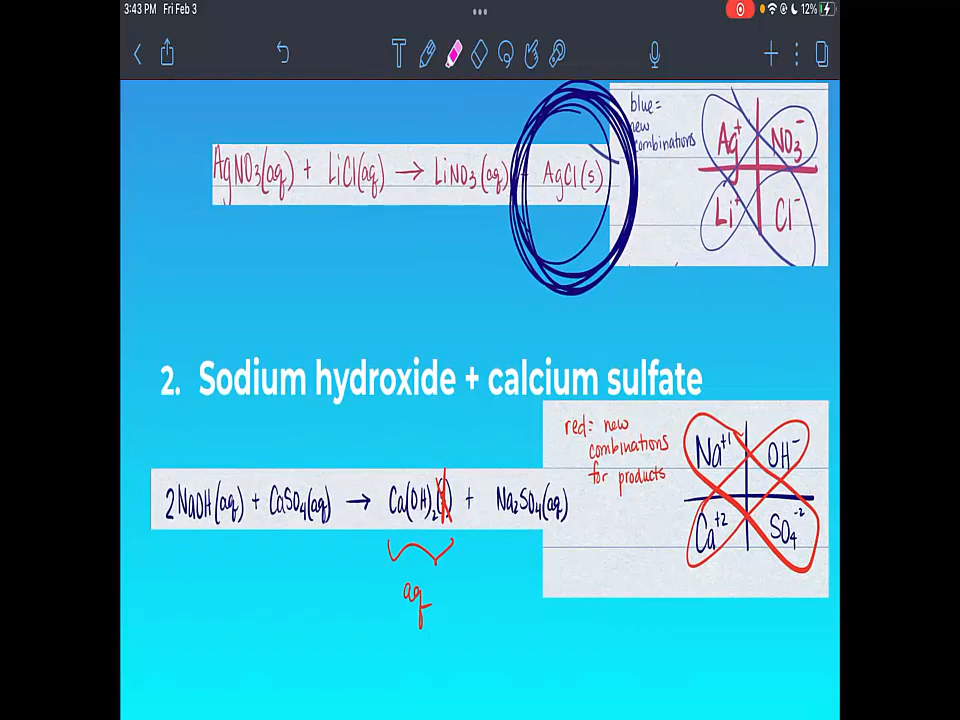 3:43 PM Fri Feb 3
12%
T
blue=
new
combinations
Ag⁺ NO₃⁻
Li⁺ Cl⁻
AgNO₃(aq) + LiCl(aq) → LiNO₃(aq) + AgCl(s)
2. Sodium hydroxide + calcium sulfate
red= new
combinations
for products
Na⁺¹ OH⁻
Ca⁺² SO₄⁻²
2NaOH(aq) + CaSO₄(aq) → Ca(OH)₂ + Na₂SO₄(aq)
aq